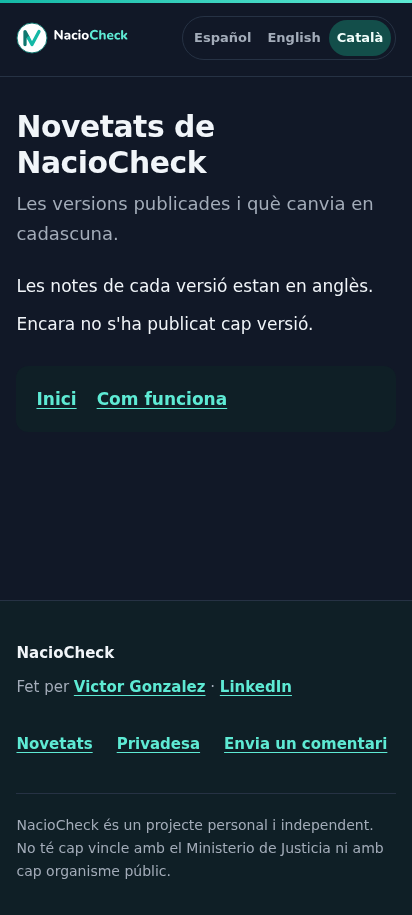 NacioCheck
Español English Català
Novetats de
NacioCheck
Les versions publicades i què canvia en
cadascuna.
Les notes de cada versió estan en anglès.
Encara no s'ha publicat cap versió.
Inici Com funciona
NacioCheck
Fet per Victor Gonzalez · LinkedIn
Novetats Privadesa Envia un comentari
NacioCheck és un projecte personal i independent.
No té cap vincle amb el Ministerio de Justicia ni amb
cap organisme públic.